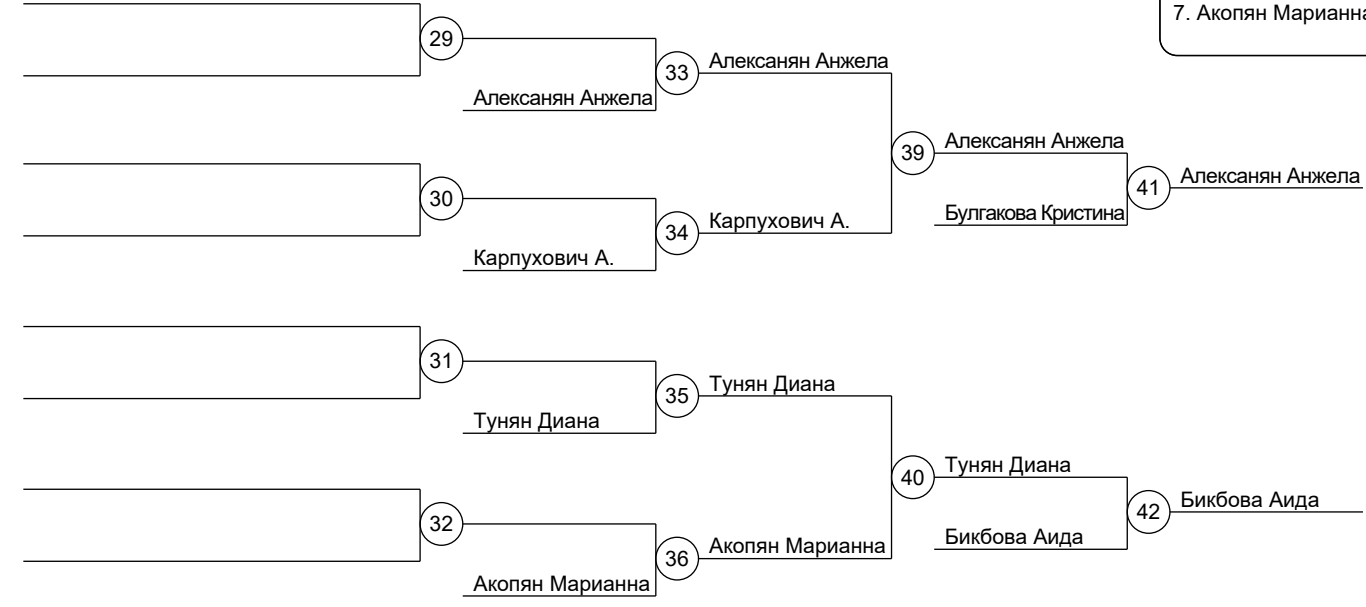 7. Акопян Марианна
29
33
Алексанян Анжела
Алексанян Анжела
39
Алексанян Анжела
41
Алексанян Анжела
30
34
Карпухович А.
Булгакова Кристина
Карпухович А.
31
35
Тунян Диана
Тунян Диана
40
Тунян Диана
42
Бикбова Аида
32
36
Акопян Марианна
Бикбова Аида
Акопян Марианна